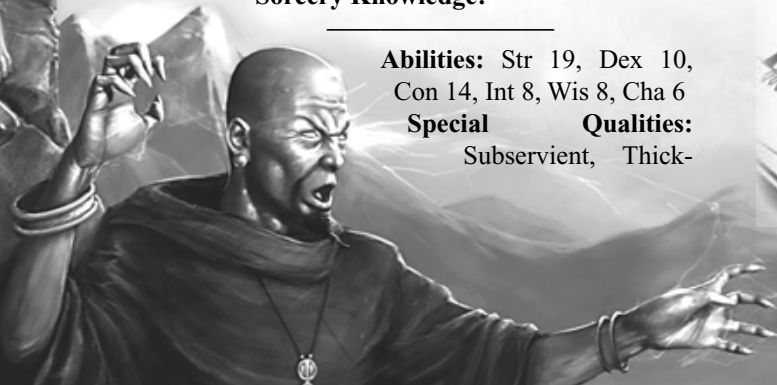 Sorcery Knowledge:
Abilities: Str 19, Dex 10,
Con 14, Int 8, Wis 8, Cha 6
Special Qualities:
Subservient, Thick-